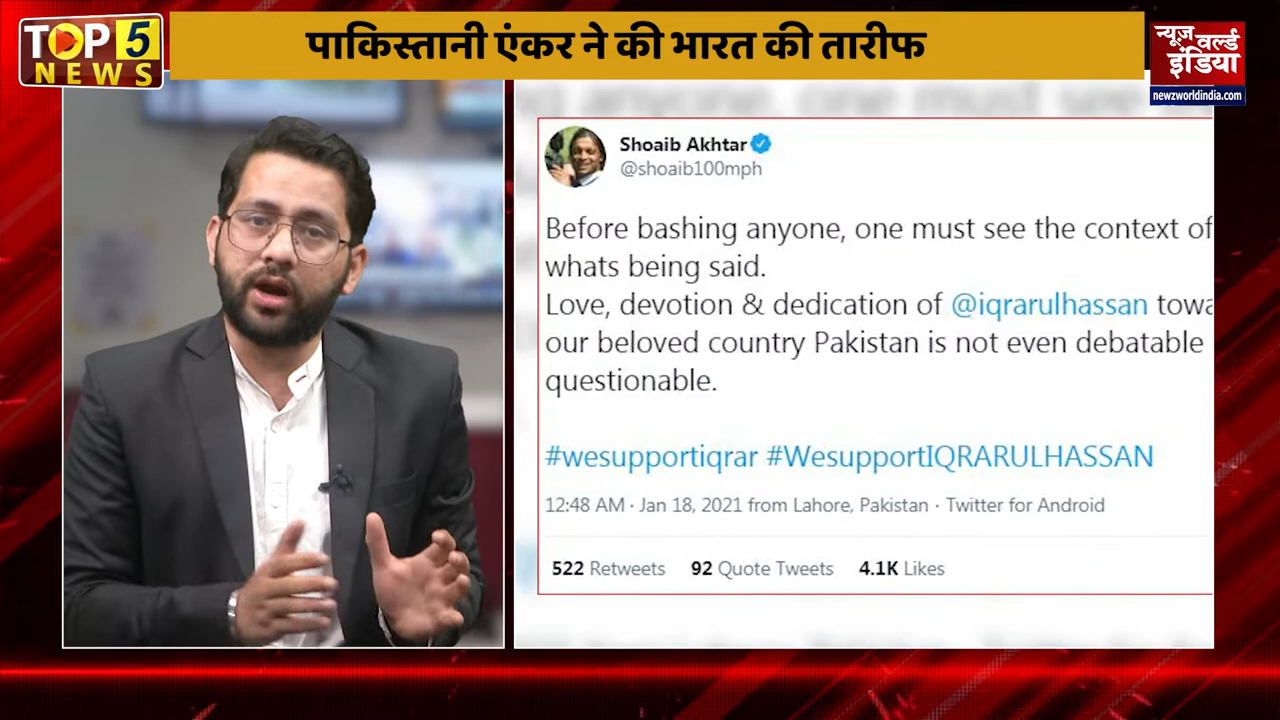 TOP 5
NEWS
पाकिस्तानी एंकर ने की भारत की तारीफ
न्यूज़
वर्ल्ड
इंडिया
newzworldindia.com
Shoaib Akhtar
@shoaib100mph
Before bashing anyone, one must see the context of
whats being said.
Love, devotion & dedication of @iqrarulhassan towa
our beloved country Pakistan is not even debatable
questionable.
#wesupportiqrar #WesupportIQRARULHASSAN
12:48 AM · Jan 18, 2021 from Lahore, Pakistan · Twitter for Android
522 Retweets 92 Quote Tweets 4.1K Likes